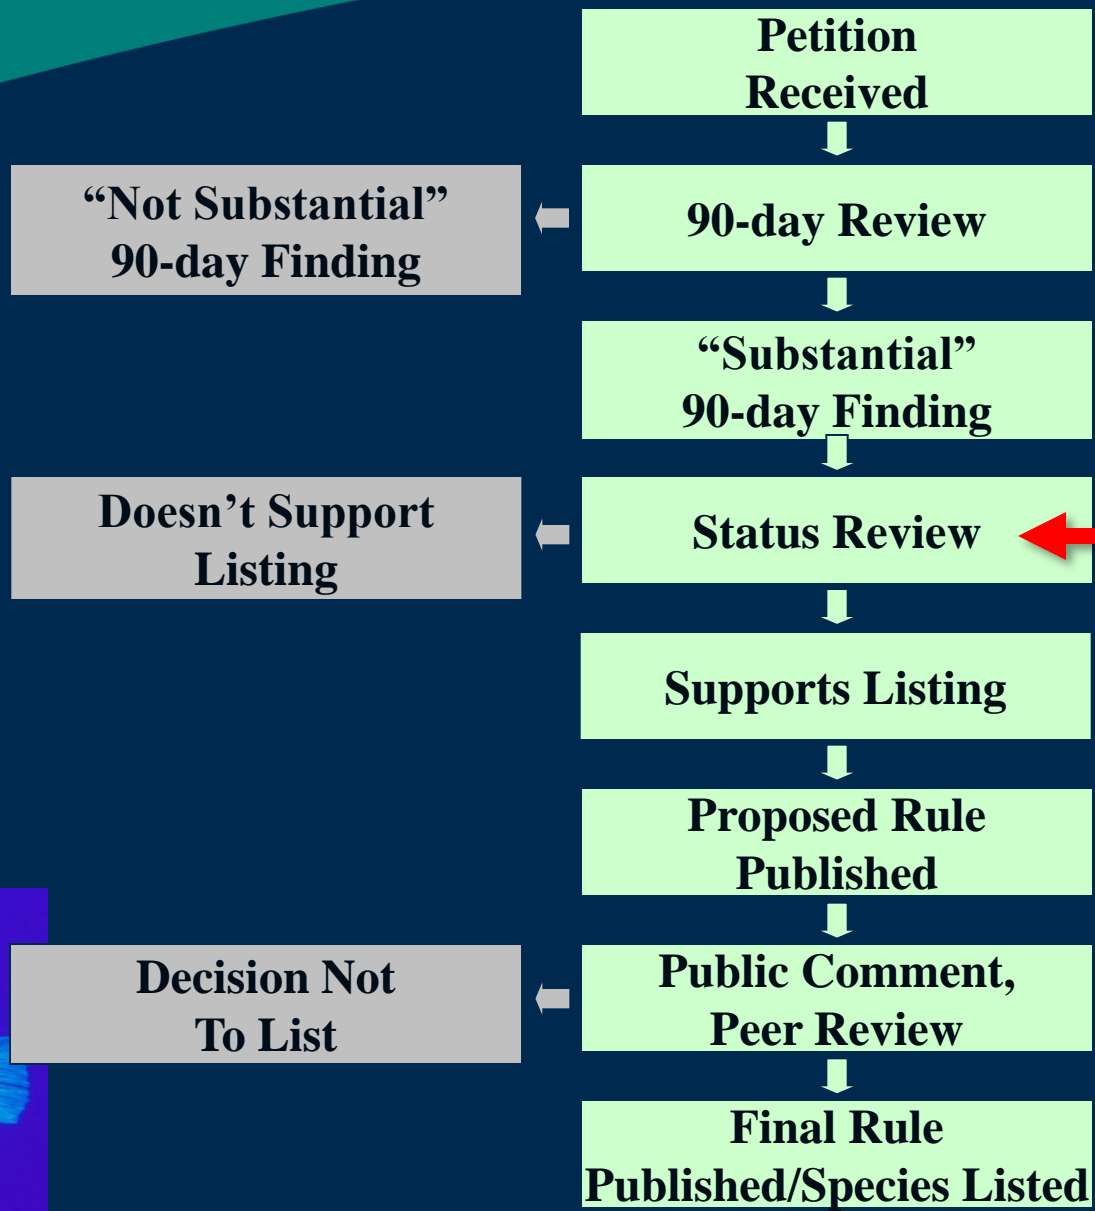 Petition
Received
“Not Substantial”
90-day Finding
90-day Review
“Substantial”
90-day Finding
Doesn’t Support
Listing
Status Review
Supports Listing
Proposed Rule
Published
Decision Not
To List
Public Comment,
Peer Review
Final Rule
Published/Species Listed